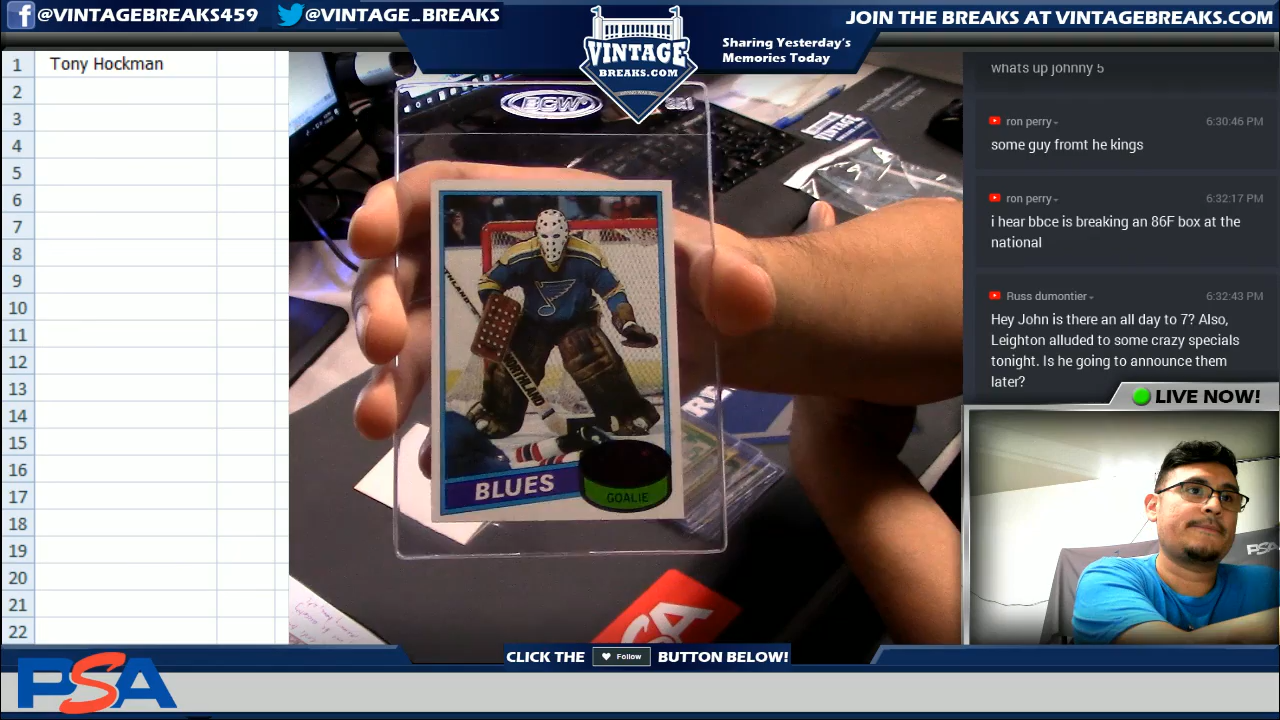 @VINTAGEBREAKS459
@VINTAGE_BREAKS
VINTAGE
BREAKS.COM
Sharing Yesterday's
Memories Today
JOIN THE BREAKS AT VINTAGEBREAKS.COM
1 Tony Hockman
2
3
4
5
6
7
8
9
10
11
12
13
14
15
16
17
18
19
20
21
22
BCW
NORTHLAND
BLUES
GOALIE
whats up johnny 5
ron perry 6:30:46 PM
some guy fromt he kings
ron perry 6:32:17 PM
i hear bbce is breaking an 86F box at the
national
Russ dumontier 6:32:43 PM
Hey John is there an all day to 7? Also,
Leighton alluded to some crazy specials
tonight. Is he going to announce them
later?
LIVE NOW!
PSA
CLICK THE Follow BUTTON BELOW!
PSA